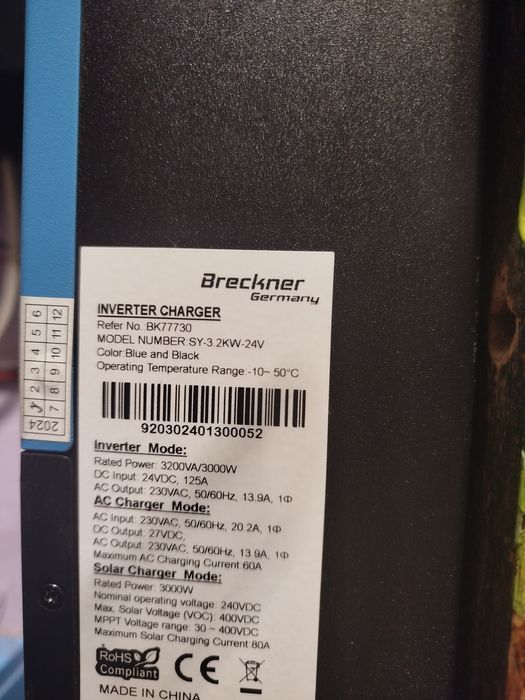 Breckner
Germany
INVERTER CHARGER
Refer No. BK77730
MODEL NUMBER:SY-3.2KW-24V
Color:Blue and Black
Operating Temperature Range:-10~ 50°C
920302401300052
Inverter Mode:
Rated Power: 3200VA/3000W
DC Input: 24VDC, 125A
AC Output: 230VAC, 50/60Hz, 13.9A, 1Φ
AC Charger Mode:
AC Input: 230VAC, 50/60Hz, 20.2A, 1Φ
DC Output: 27VDC,
AC Output: 230VAC, 50/60Hz, 13.9A, 1Φ
Maximum AC Charging Current:60A
Solar Charger Mode:
Rated Power: 3000W
Nominal operating voltage: 240VDC
Max. Solar Voltage (VOC): 400VDC
MPPT Voltage range: 30 ~ 400VDC
Maximum Solar Charging Current:80A
RoHS
Compliant
CE
MADE IN CHINA
2024
2 3 4 5 6
7 8 9 10 11 12